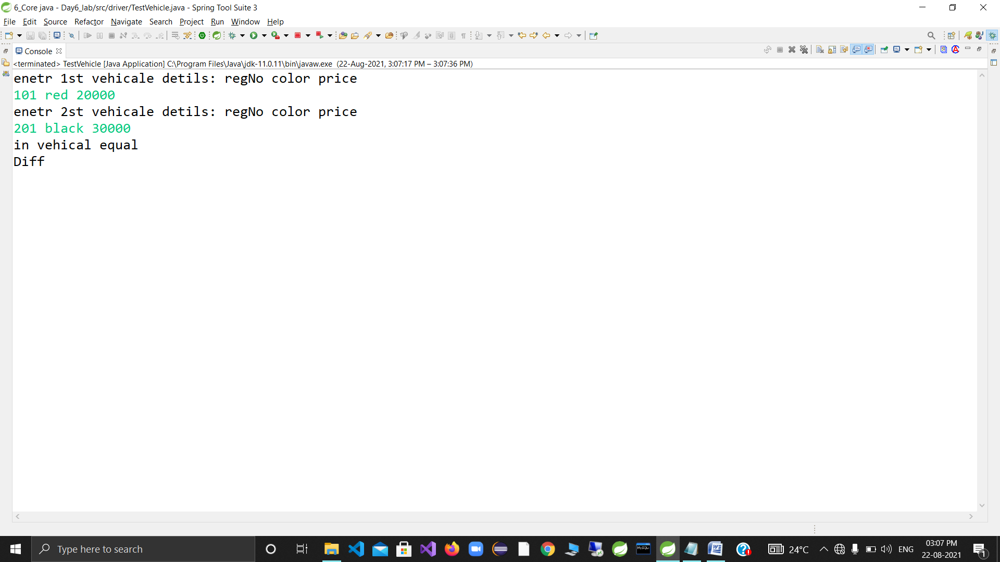 6_Core java - Day6_lab/src/driver/TestVehicle.java - Spring Tool Suite 3
File Edit Source Refactor Navigate Search Project Run Window Help
Console
<terminated> TestVehicle [Java Application] C:\Program Files\Java\jdk-11.0.11\bin\javaw.exe (22-Aug-2021, 3:07:17 PM – 3:07:36 PM)
enetr 1st vehicale detils: regNo color price
101 red 20000
enetr 2st vehicale detils: regNo color price
201 black 30000
in vehical equal
Diff
Type here to search
MySQL
24°C
ENG
03:07 PM
22-08-2021
1